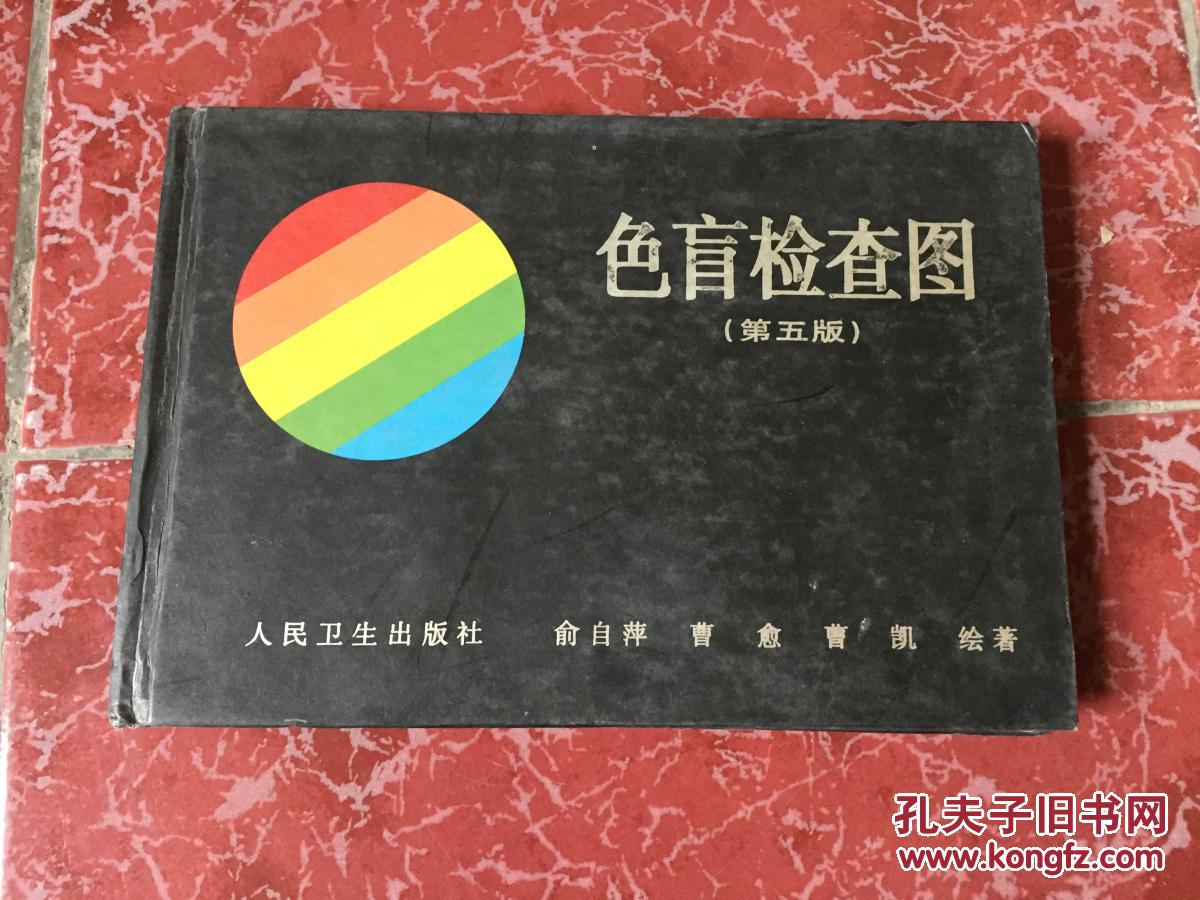 色盲检查图
(第五版)
人民卫生出版社 俞自萍 曹愈 曹凯 绘著
孔夫子旧书网
www.kongfz.com